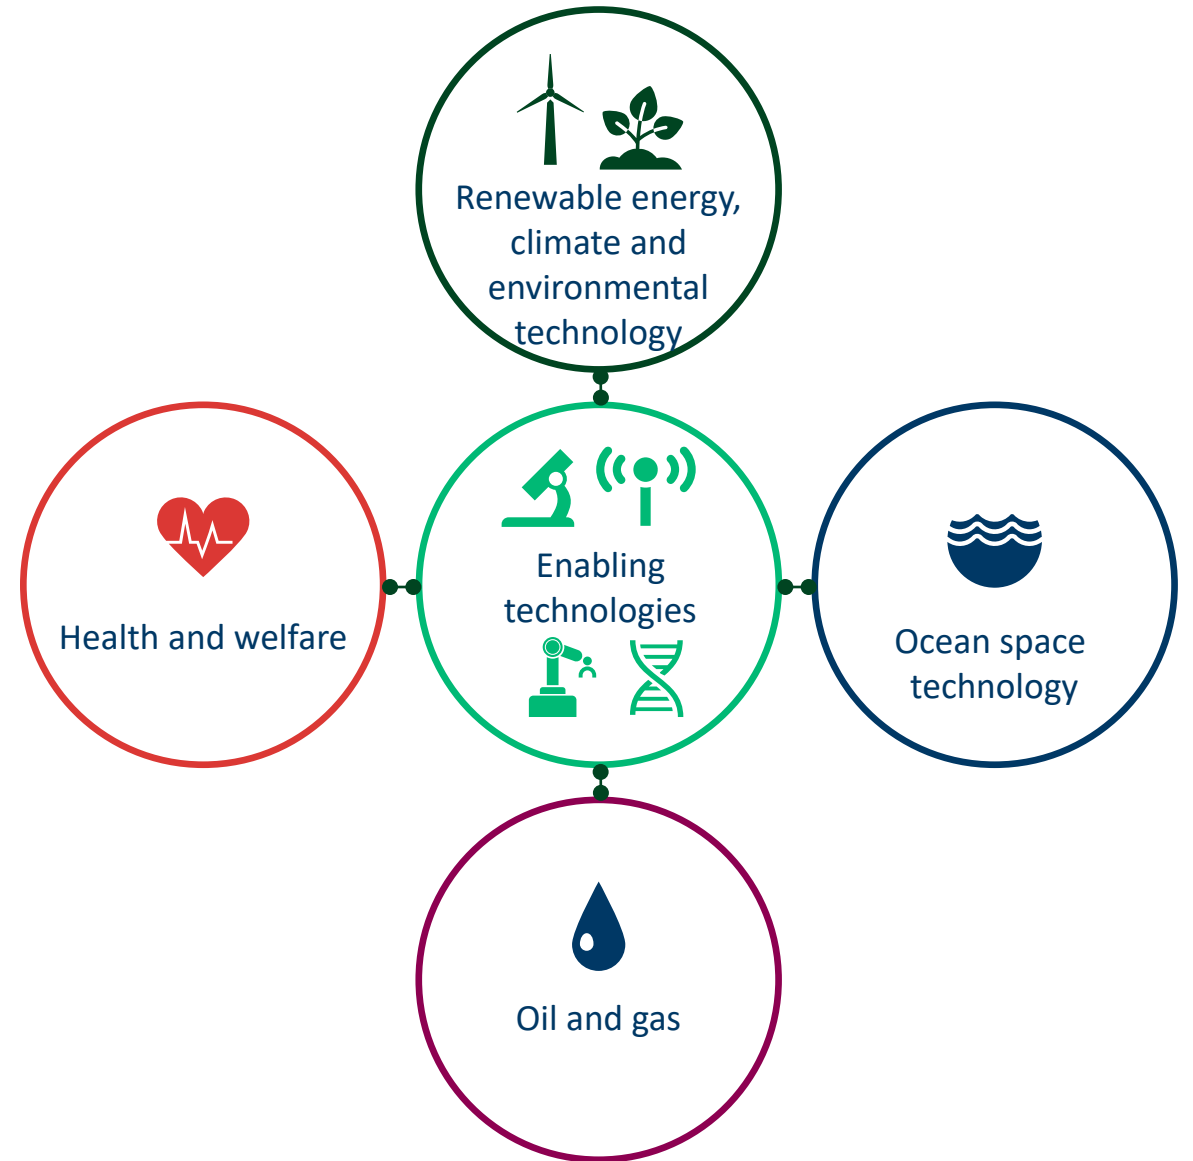 Renewable energy,
climate and
environmental
technology
Health and welfare
Enabling
technologies
Ocean space
technology
Oil and gas